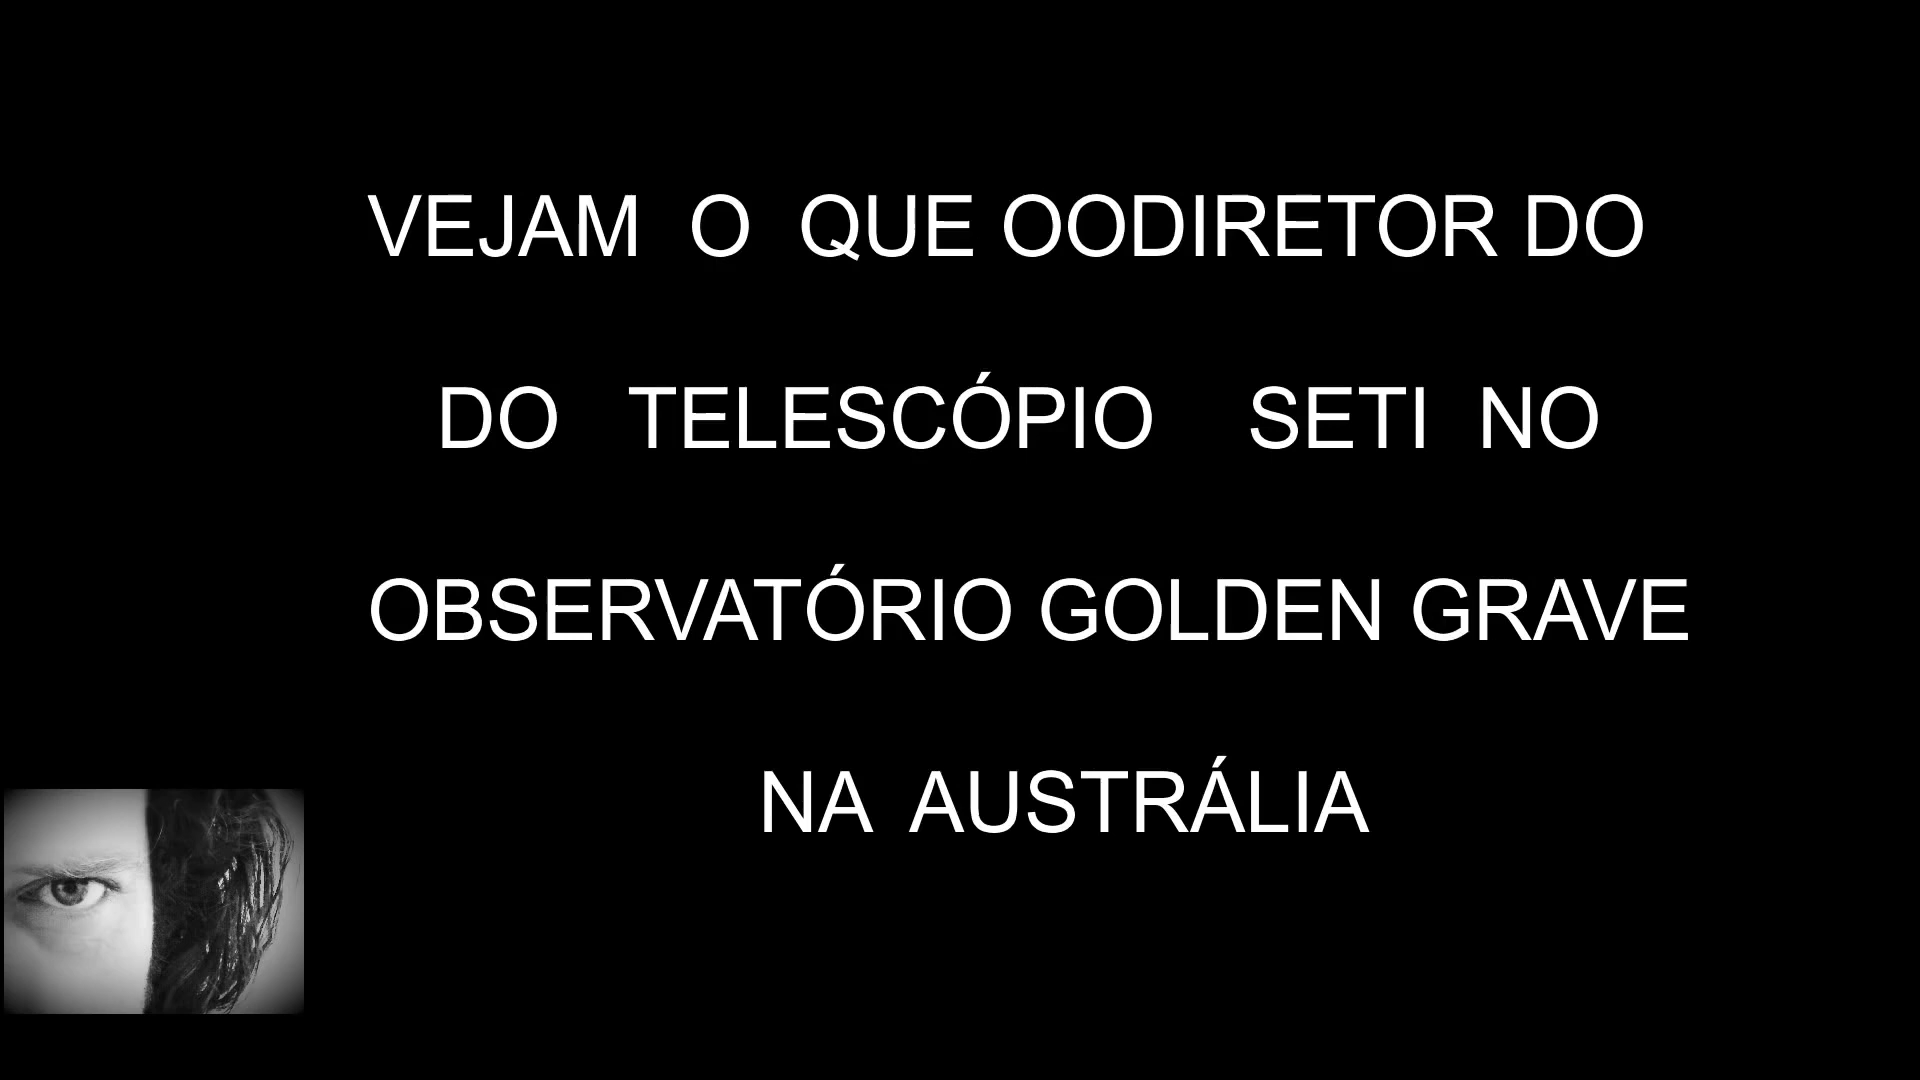 VEJAM O QUE OODIRETOR DO
DO TELESCÓPIO SETI NO
OBSERVATÓRIO GOLDEN GRAVE
NA AUSTRÁLIA